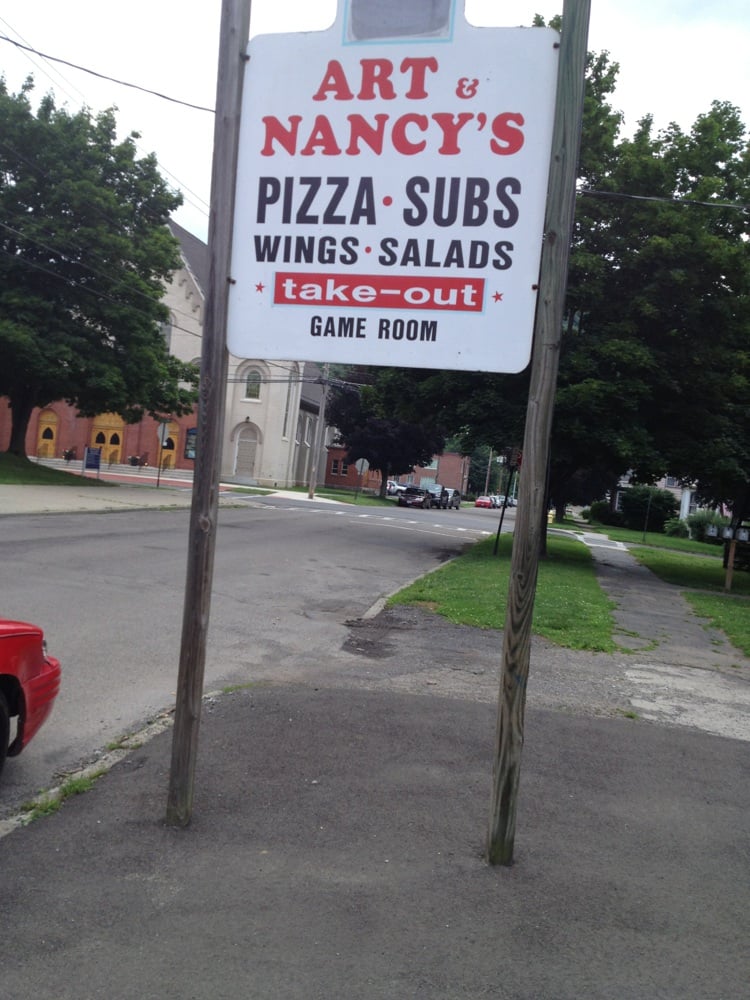 ART &
NANCY'S
PIZZA · SUBS
WINGS · SALADS
take-out
GAME ROOM